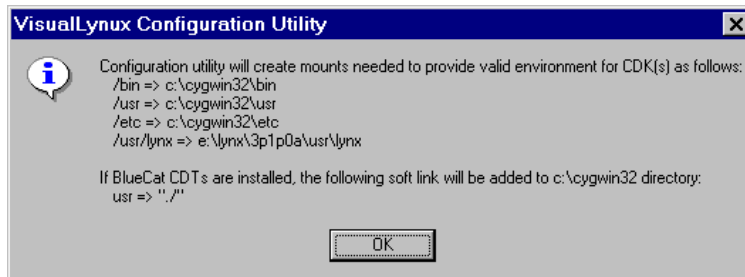 VisualLynux Configuration Utility
Configuration utility will create mounts needed to provide valid environment for CDK(s) as follows:
/bin => c:\cygwin32\bin
/usr => c:\cygwin32\usr
/etc => c:\cygwin32\etc
/usr/lynx => e:\lynx\3p1p0a\usr\lynx
If BlueCat CDTs are installed, the following soft link will be added to c:\cygwin32 directory:
usr => "./"
OK